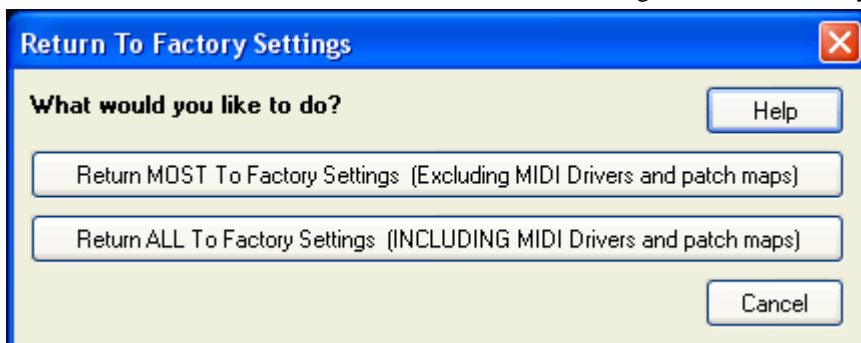 Return To Factory Settings
What would you like to do?
Help
Return MOST To Factory Settings (Excluding MIDI Drivers and patch maps)
Return ALL To Factory Settings (INCLUDING MIDI Drivers and patch maps)
Cancel